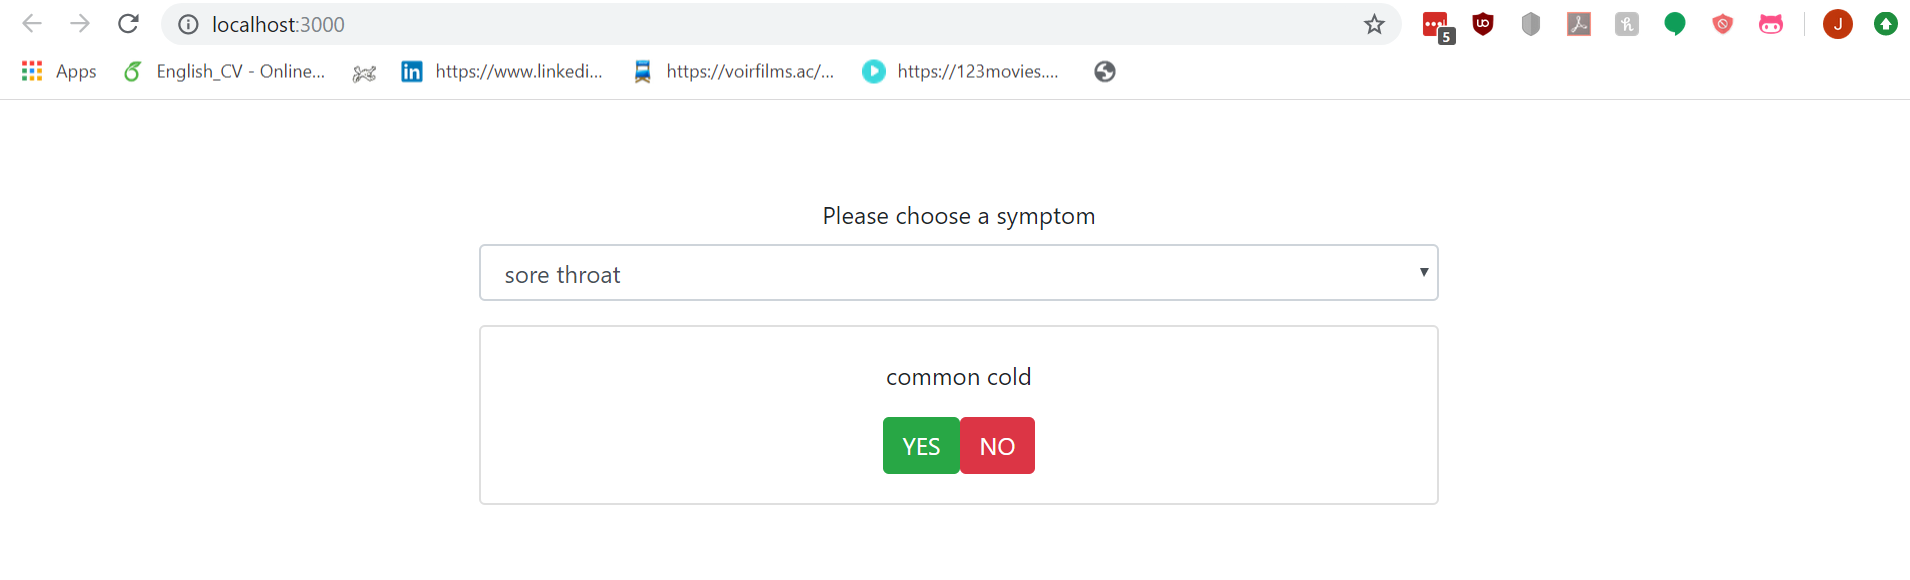 localhost:3000
5
J
Apps English_CV - Online... in https://www.linkedi... https://voirfilms.ac/... https://123movies....
Please choose a symptom
sore throat
common cold
YES NO